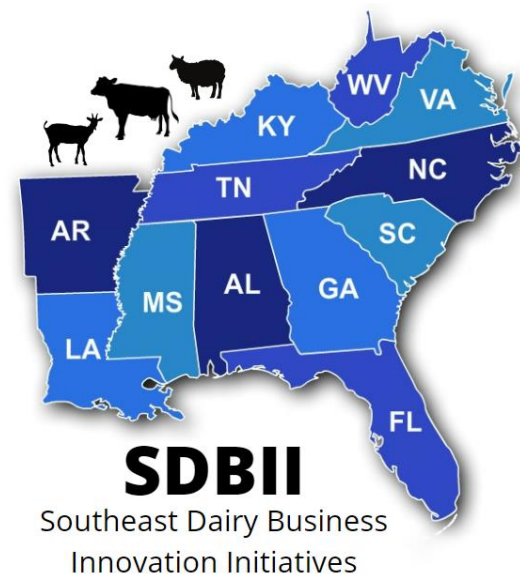 WV
VA
KY
NC
TN
SC
AR
MS
AL
GA
LA
FL
SDBII
Southeast Dairy Business
Innovation Initiatives